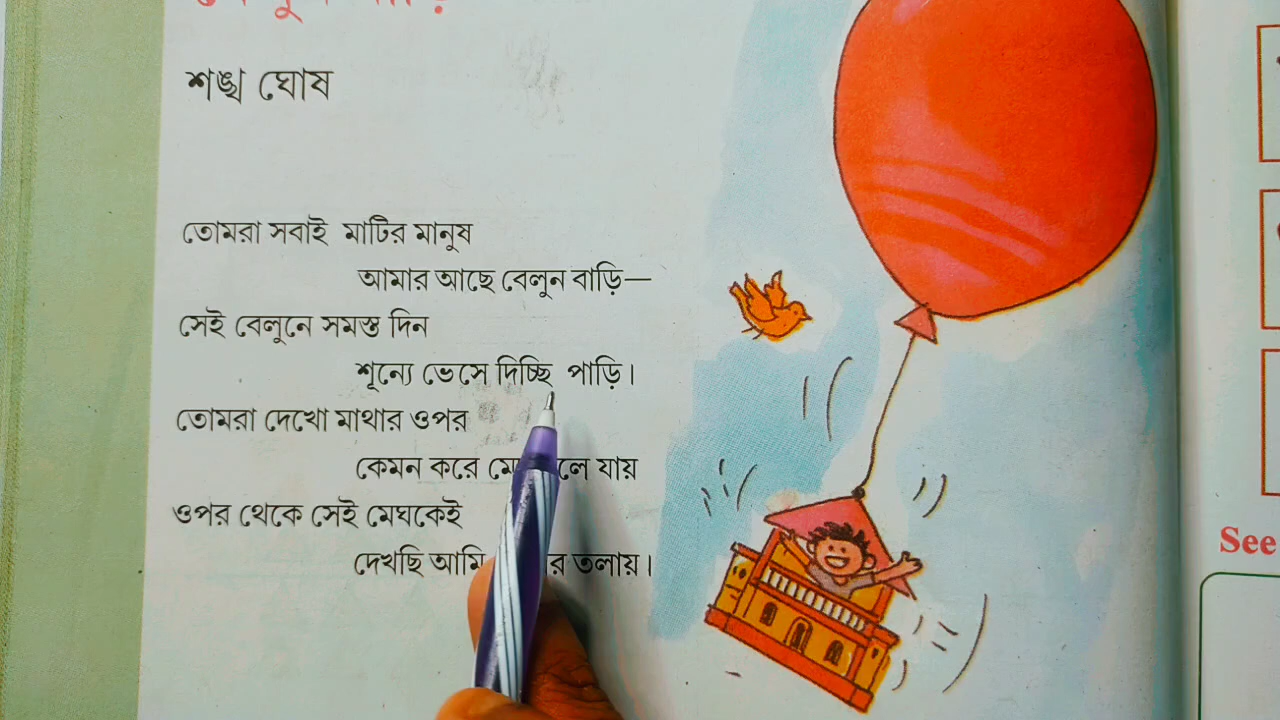 শঙ্খ ঘোষ
তোমরা সবাই মাটির মানুষ
আমার আছে বেলুন বাড়ি—
সেই বেলুনে সমস্ত দিন
শূন্যে ভেসে দিচ্ছি পাড়ি।
তোমরা দেখো মাথার ওপর
কেমন করে যায়
ওপর থেকে সেই মেঘকেই
দেখছি আমি তলায়।
See